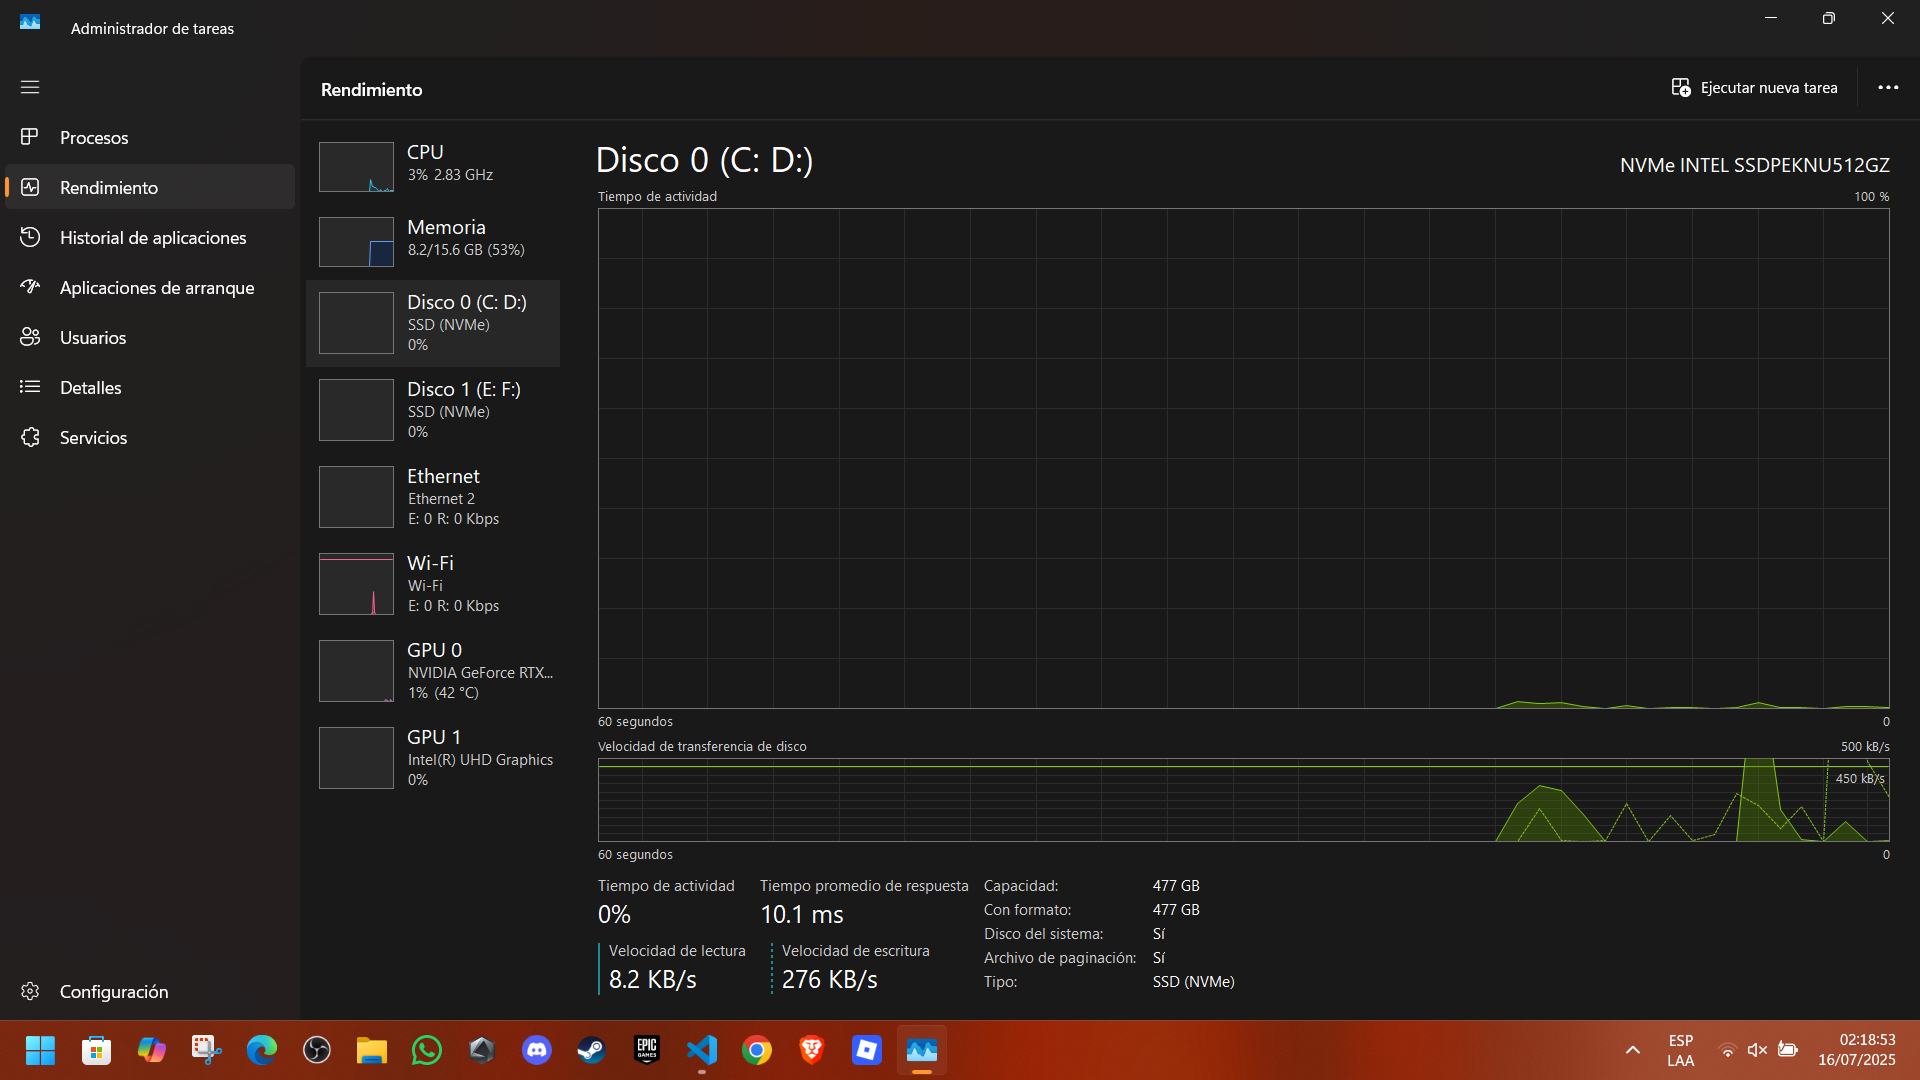 Administrador de tareas
Procesos
Rendimiento
Historial de aplicaciones
Aplicaciones de arranque
Usuarios
Detalles
Servicios
Configuración
Rendimiento
Ejecutar nueva tarea
CPU
3% 2.83 GHz
Memoria
8.2/15.6 GB (53%)
Disco 0 (C: D:)
SSD (NVMe)
0%
Disco 1 (E: F:)
SSD (NVMe)
0%
Ethernet
Ethernet 2
E: 0 R: 0 Kbps
Wi-Fi
Wi-Fi
E: 0 R: 0 Kbps
GPU 0
NVIDIA GeForce RTX...
1% (42 °C)
GPU 1
Intel(R) UHD Graphics
0%
Disco 0 (C: D:)
NVMe INTEL SSDPEKNU512GZ
Tiempo de actividad
100 %
60 segundos
0
Velocidad de transferencia de disco
500 kB/s
450 kB/s
60 segundos
0
Tiempo de actividad
0%
Tiempo promedio de respuesta
10.1 ms
Velocidad de lectura
8.2 KB/s
Velocidad de escritura
276 KB/s
Capacidad: 477 GB
Con formato: 477 GB
Disco del sistema: Sí
Archivo de paginación: Sí
Tipo: SSD (NVMe)
EPIC
GAMES
ESP
LAA
02:18:53
16/07/2025